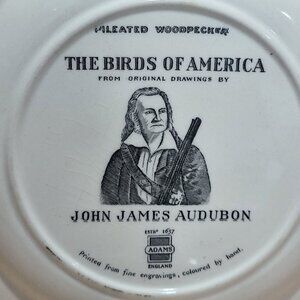 PILEATED WOODPECKER
THE BIRDS OF AMERICA
FROM ORIGINAL DRAWINGS BY
JOHN JAMES AUDUBON
ESTD 1657
ADAMS
ENGLAND
Printed from fine engravings, coloured by hand.